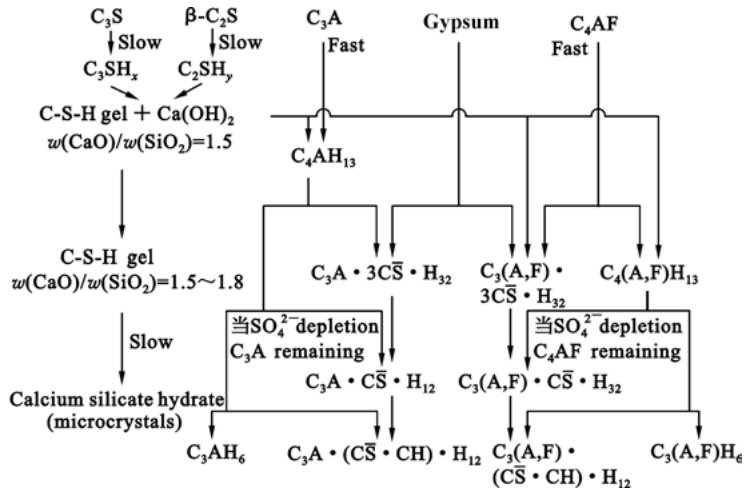 C₃S β-C₂S C₃A Gypsum C₄AF
Slow Slow Fast Fast
C₃SHₓ C₂SHᵧ
C-S-H gel + Ca(OH)₂
w(CaO)/w(SiO₂)=1.5
C₄AH₁₃
C-S-H gel
w(CaO)/w(SiO₂)=1.5～1.8
C₃A・3CS̅・H₃₂
C₃(A,F)・
3CS̅・H₃₂
C₄(A,F)H₁₃
当SO₄²⁻depletion
C₃A remaining
当SO₄²⁻depletion
C₄AF remaining
Slow
C₃A・CS̅・H₁₂
C₃(A,F)・CS̅・H₃₂
Calcium silicate hydrate
(microcrystals)
C₃AH₆
C₃A・(CS̅・CH)・H₁₂
C₃(A,F)・
(CS̅・CH)・H₁₂
C₃(A,F)H₆